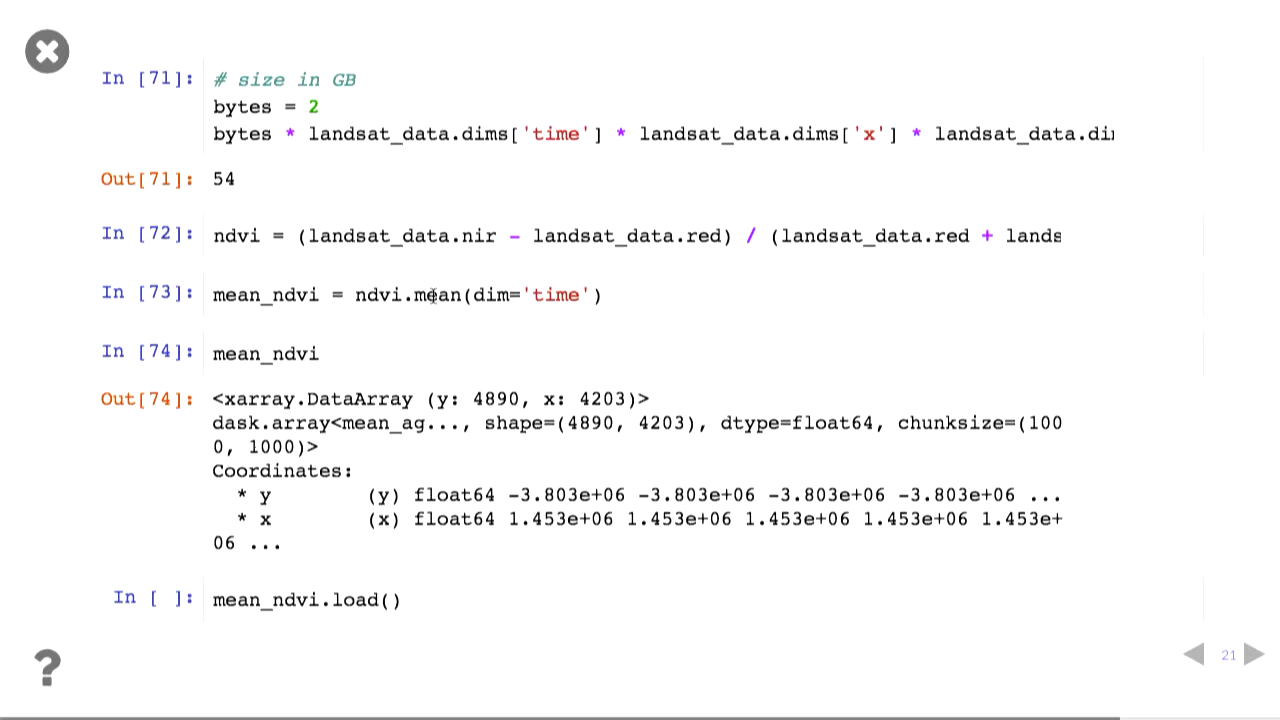 In [71]: # size in GB
bytes = 2
bytes * landsat_data.dims['time'] * landsat_data.dims['x'] * landsat_data.di
Out[71]: 54
In [72]: ndvi = (landsat_data.nir - landsat_data.red) / (landsat_data.red + lands
In [73]: mean_ndvi = ndvi.mean(dim='time')
In [74]: mean_ndvi
Out[74]: <xarray.DataArray (y: 4890, x: 4203)>
dask.array<mean_ag..., shape=(4890, 4203), dtype=float64, chunksize=(100
0, 1000)>
Coordinates:
* y (y) float64 -3.803e+06 -3.803e+06 -3.803e+06 -3.803e+06 ...
* x (x) float64 1.453e+06 1.453e+06 1.453e+06 1.453e+06 1.453e+
06 ...
In [ ]: mean_ndvi.load()
?
21